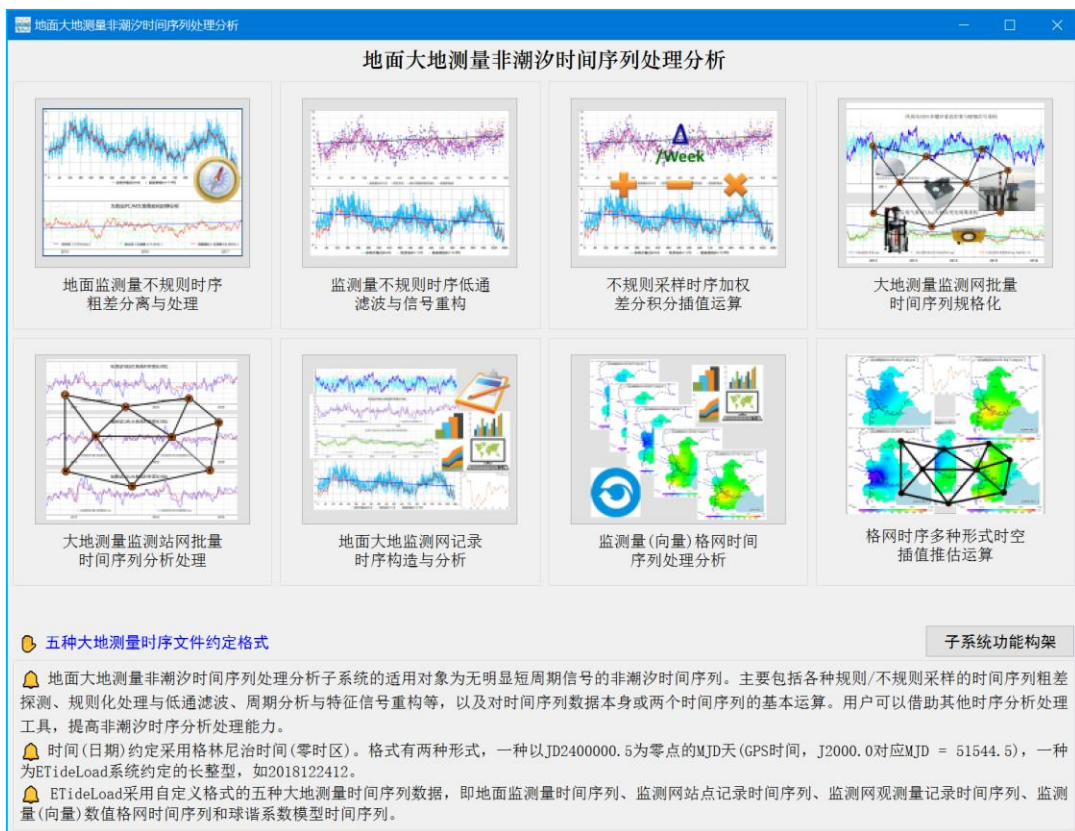 地面大地测量非潮汐时间序列处理分析
地面大地测量非潮汐时间序列处理分析
/Week
地面监测量不规则时序
粗差分离与处理
监测量不规则时序低通
滤波与信号重构
不规则采样时序加权
差分积分插值运算
大地测量监测网批量
时间序列规格化
大地测量监测站网批量
时间序列分析处理
地面大地监测网记录
时序构造与分析
监测量(向量)格网时间
序列处理分析
格网时序多种形式时空
插值推估运算
五种大地测量时序文件约定格式
子系统功能构架
地面大地测量非潮汐时间序列处理分析子系统的适用对象为无明显短周期信号的非潮汐时间序列。主要包括各种规则/不规则采样的时间序列粗差
探测、规则化处理与低通滤波、周期分析与特征信号重构等，以及对时间序列数据本身或两个时间序列的基本运算。用户可以借助其他时序分析处理
工具，提高非潮汐时序分析处理能力。
时间(日期)约定采用格林尼治时间(零时区)。格式有两种形式，一种以JD2400000.5为零点的MJD天(GPS时间，J2000.0对应MJD = 51544.5)，一种
为ETideLoad系统约定的长整型，如2018122412。
ETideLoad采用自定义格式的五种大地测量时间序列数据，即地面监测量时间序列、监测网站点记录时间序列、监测网观测量记录时间序列、监测
量(向量)数值格网时间序列和球谐系数模型时间序列。